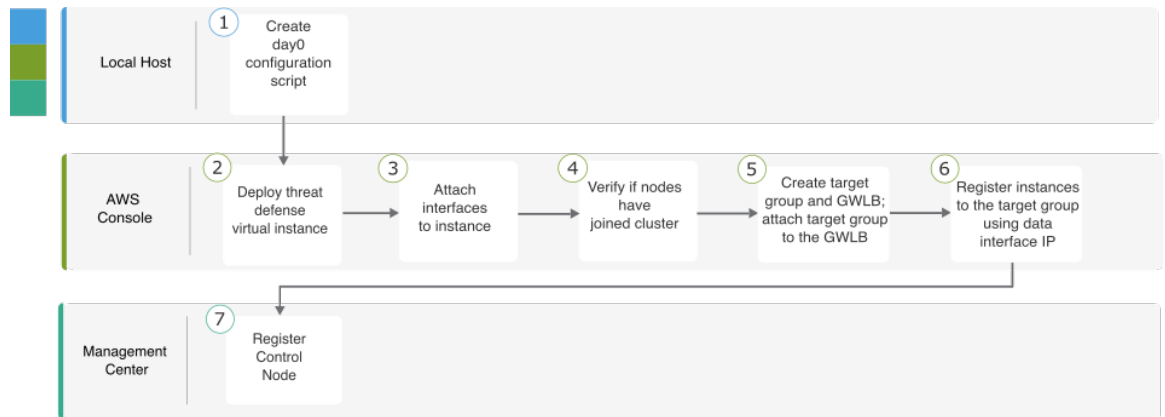 1
Create
day0
configuration
script
Local Host
2
Deploy threat
defense
virtual instance
3
Attach
interfaces
to instance
4
Verify if nodes
have
joined cluster
5
Create target
group and GWLB;
attach target group
to the GWLB
6
Register instances
to the target group
using data
interface IP
AWS
Console
7
Register
Control
Node
Management
Center